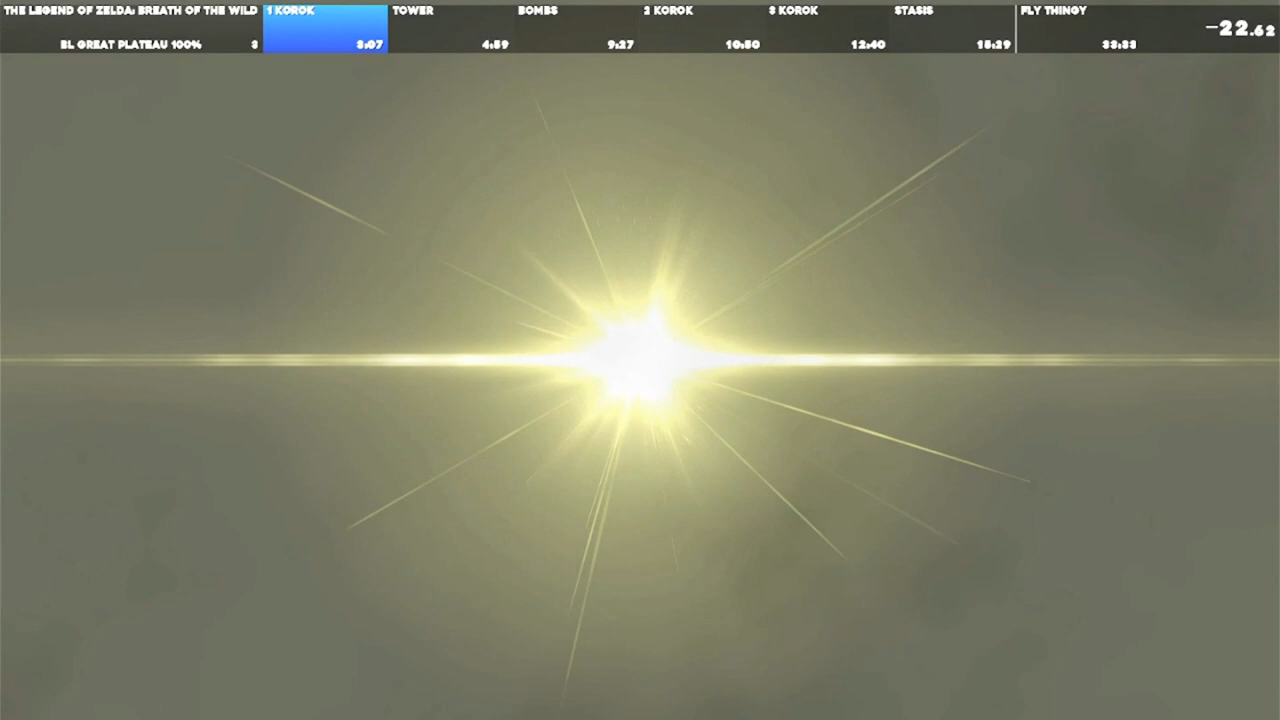 THE LEGEND OF ZELDA: BREATH OF THE WILD
BL GREAT PLATEAU 100% 3
1 KOROK
3:07
TOWER
4:59
BOMBS
9:27
2 KOROK
10:50
3 KOROK
12:40
STASIS
15:29
FLY THINGY
33:33
−22.62